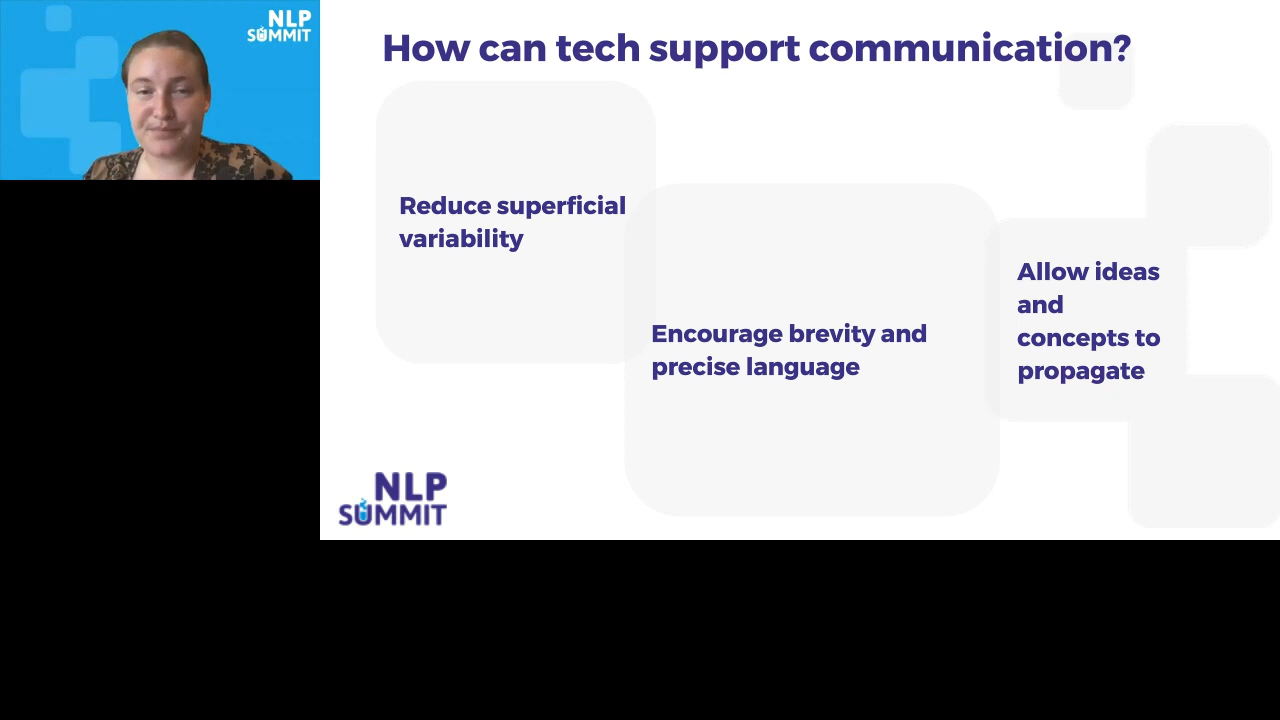 NLP
SUMMIT
How can tech support communication?
Reduce superficial
variability
Encourage brevity and
precise language
Allow ideas
and
concepts to
propagate
NLP
SUMMIT